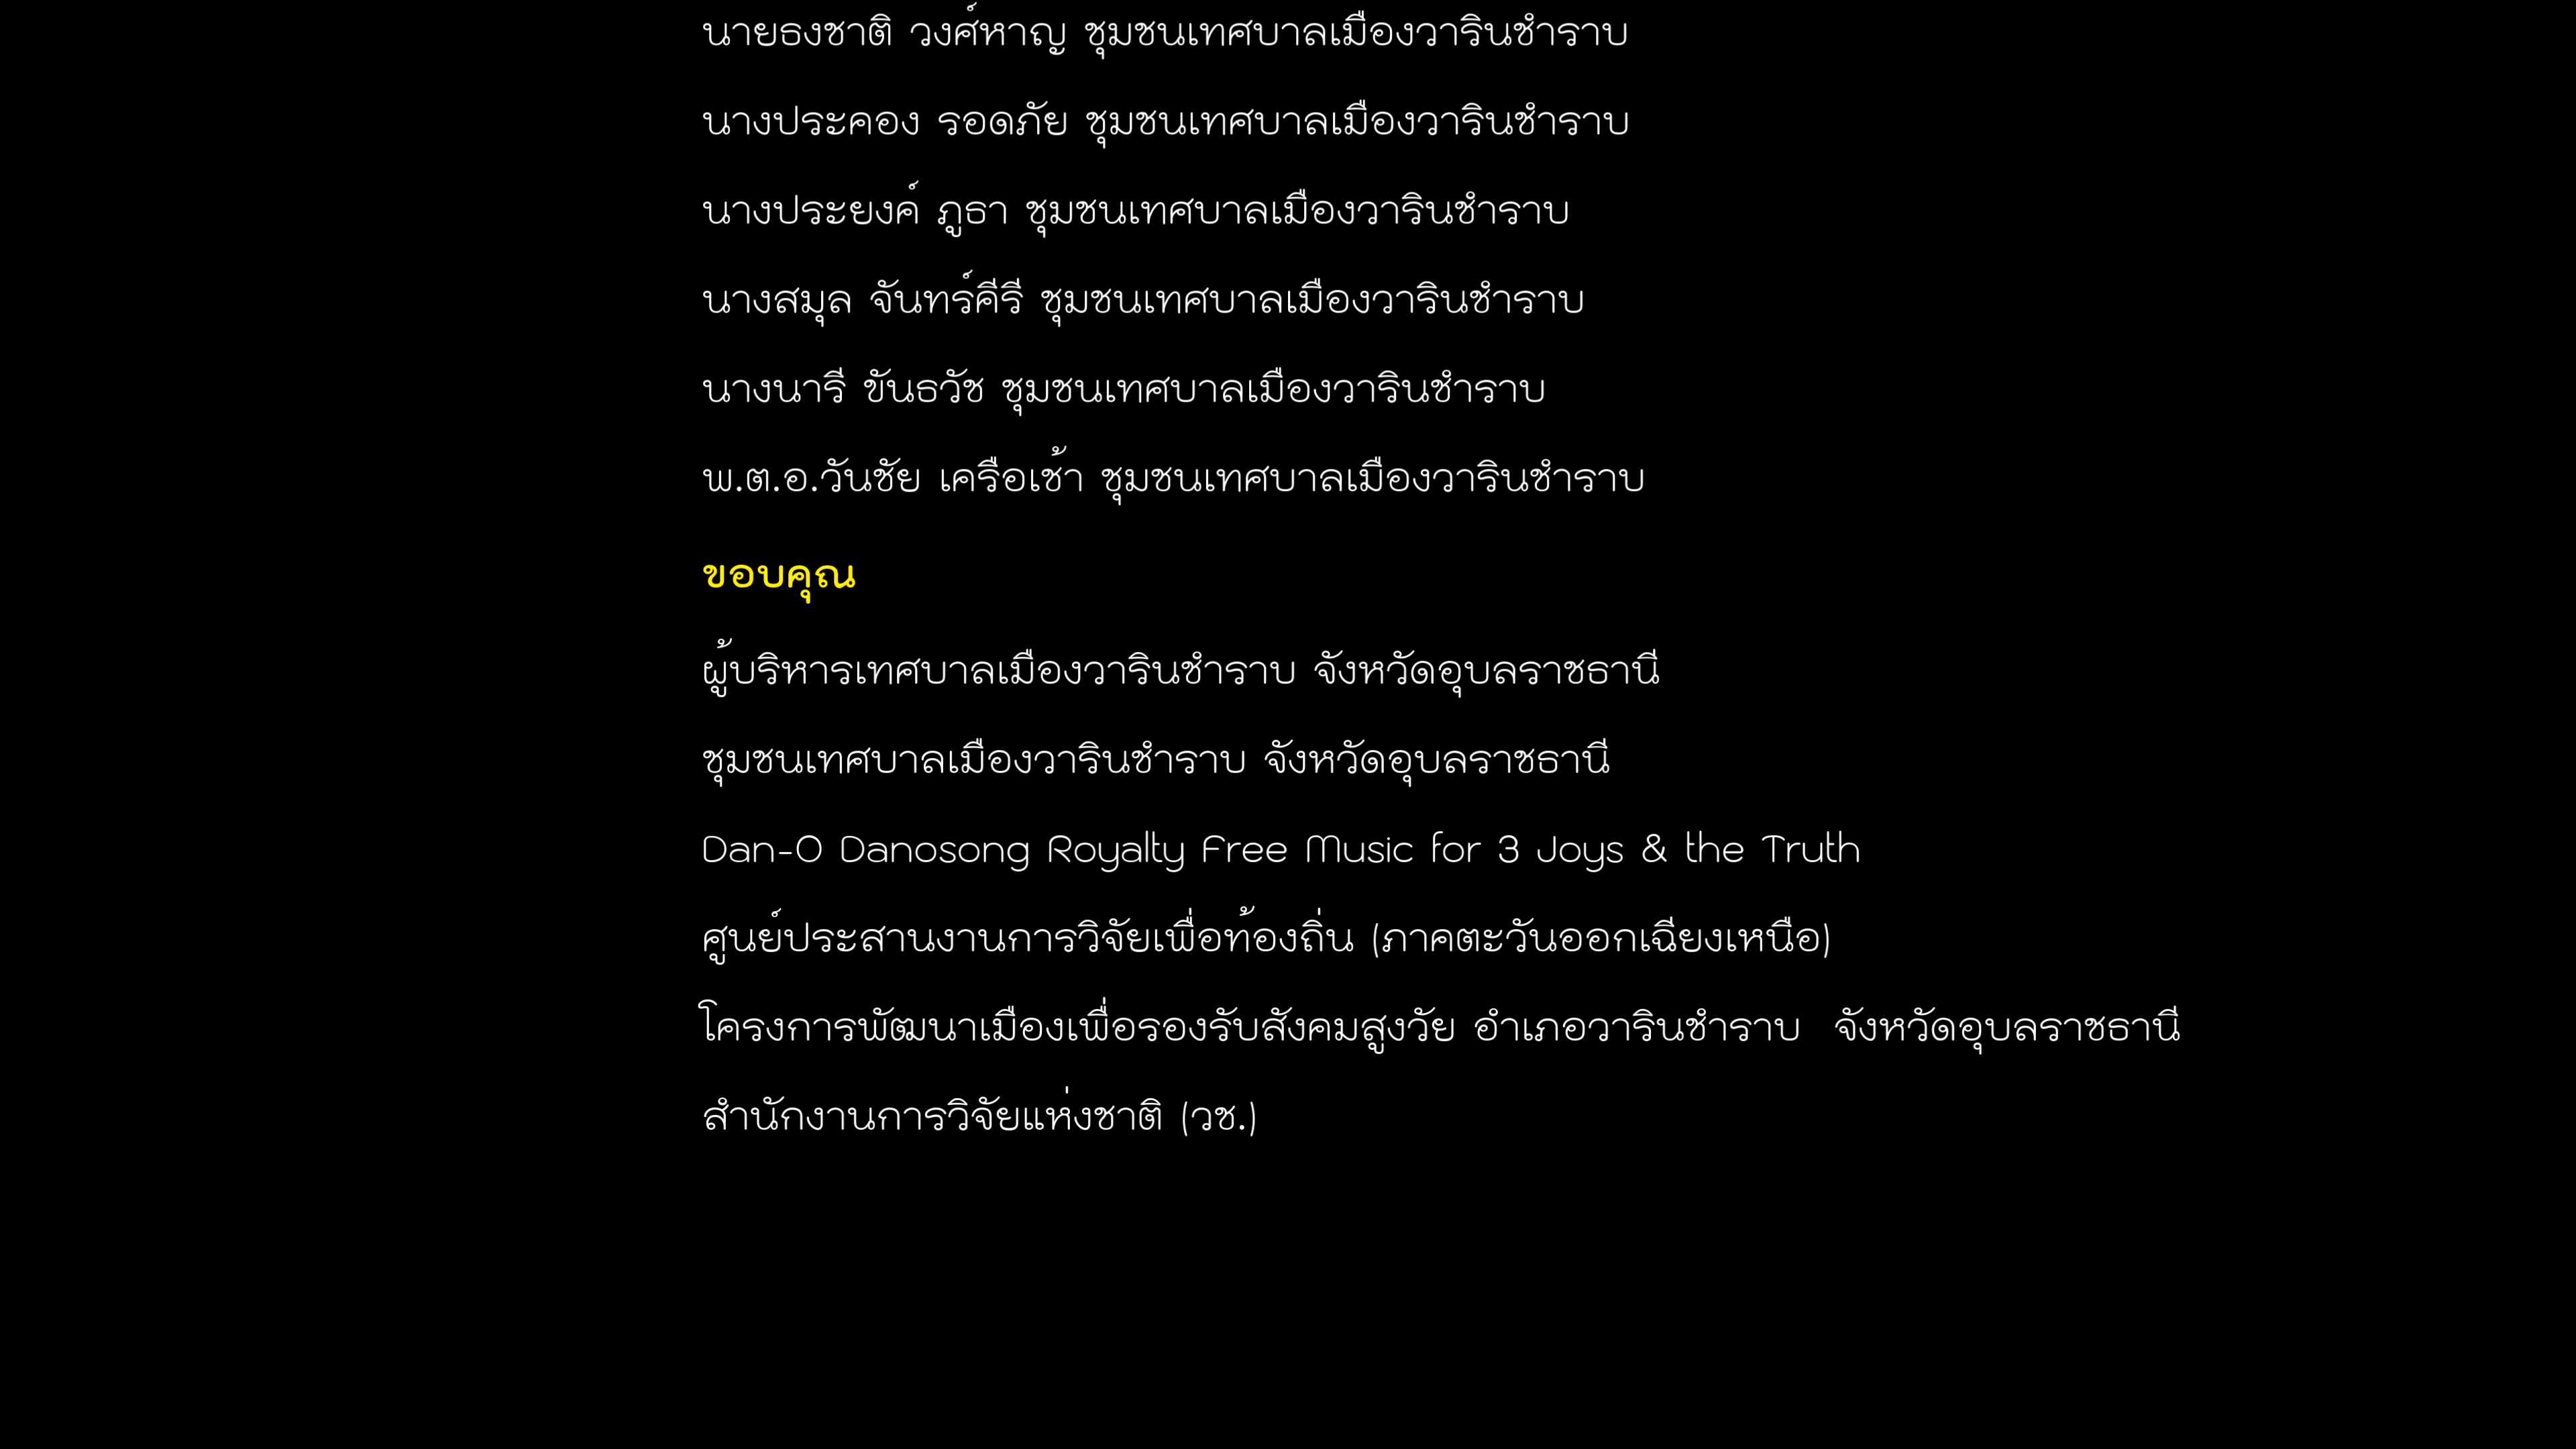 นายธงชาติ วงศ์หาญ ชุมชนเทศบาลเมืองวารินชำราบ
นางประคอง รอดภัย ชุมชนเทศบาลเมืองวารินชำราบ
นางประยงค์ ภูธา ชุมชนเทศบาลเมืองวารินชำราบ
นางสมุล จันทร์คีรี ชุมชนเทศบาลเมืองวารินชำราบ
นางนารี ขันธวัช ชุมชนเทศบาลเมืองวารินชำราบ
พ.ต.อ.วันชัย เครือเช้า ชุมชนเทศบาลเมืองวารินชำราบ
ขอบคุณ
ผู้บริหารเทศบาลเมืองวารินชำราบ จังหวัดอุบลราชธานี
ชุมชนเทศบาลเมืองวารินชำราบ จังหวัดอุบลราชธานี
Dan-O Danosong Royalty Free Music for 3 Joys & the Truth
ศูนย์ประสานงานการวิจัยเพื่อท้องถิ่น (ภาคตะวันออกเฉียงเหนือ)
โครงการพัฒนาเมืองเพื่อรองรับสังคมสูงวัย อำเภอวารินชำราบ จังหวัดอุบลราชธานี
สำนักงานการวิจัยแห่งชาติ (วช.)